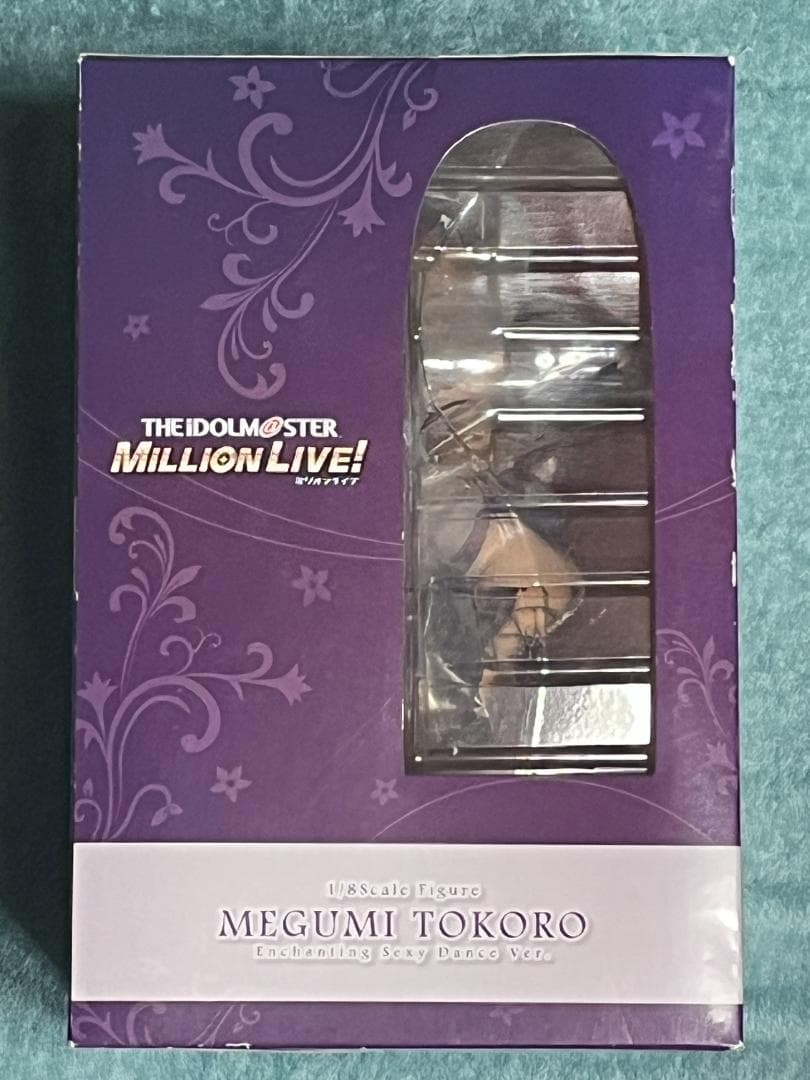 THE IDOLM@STER
MILLION LIVE!
ミリオンライブ
1/8Scale Figure
MEGUMI TOKORO
Enchanting Sexy Dance Ver.